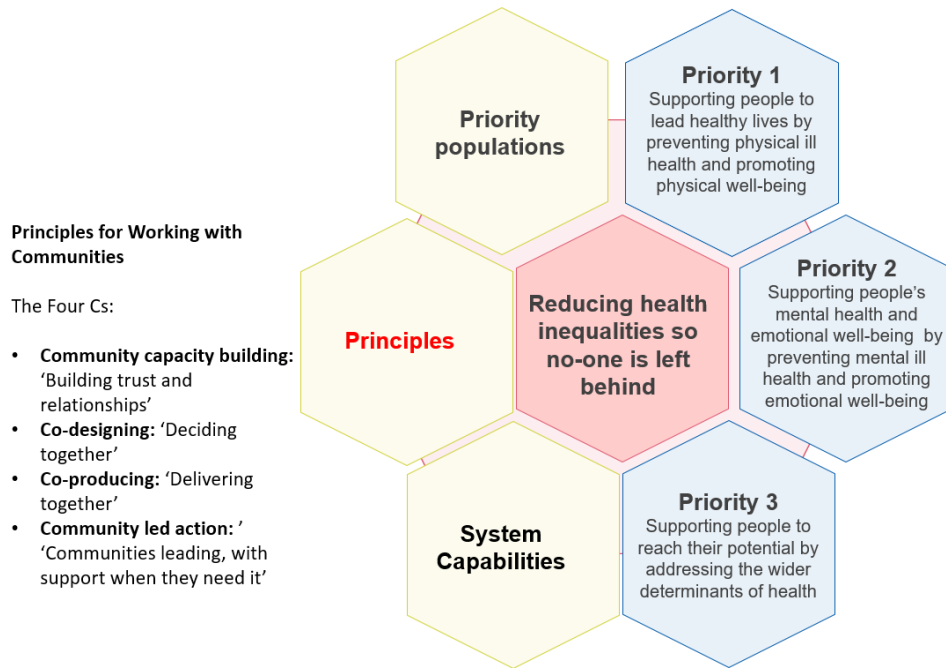 Principles for Working with
Communities
The Four Cs:
• Community capacity building:
‘Building trust and
relationships’
• Co-designing: ‘Deciding
together’
• Co-producing: ‘Delivering
together’
• Community led action: ’
‘Communities leading, with
support when they need it’
Priority
populations
Principles
System
Capabilities
Reducing health
inequalities so
no-one is left
behind
Priority 1
Supporting people to
lead healthy lives by
preventing physical ill
health and promoting
physical well-being
Priority 2
Supporting people’s
mental health and
emotional well-being by
preventing mental ill
health and promoting
emotional well-being
Priority 3
Supporting people to
reach their potential by
addressing the wider
determinants of health